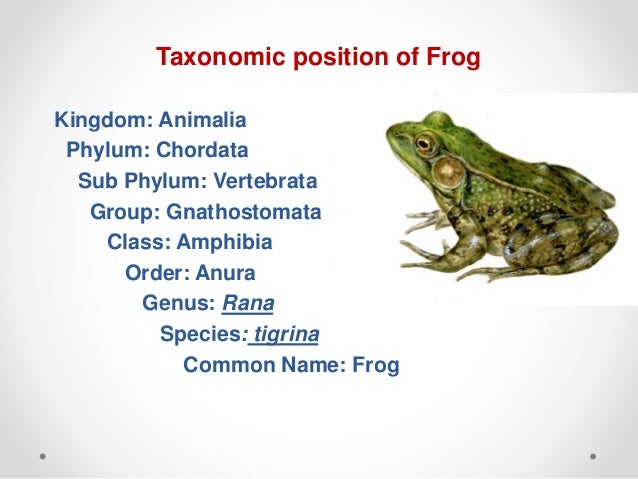 Taxonomic position of Frog
Kingdom: Animalia
Phylum: Chordata
Sub Phylum: Vertebrata
Group: Gnathostomata
Class: Amphibia
Order: Anura
Genus: Rana
Species: tigrina
Common Name: Frog